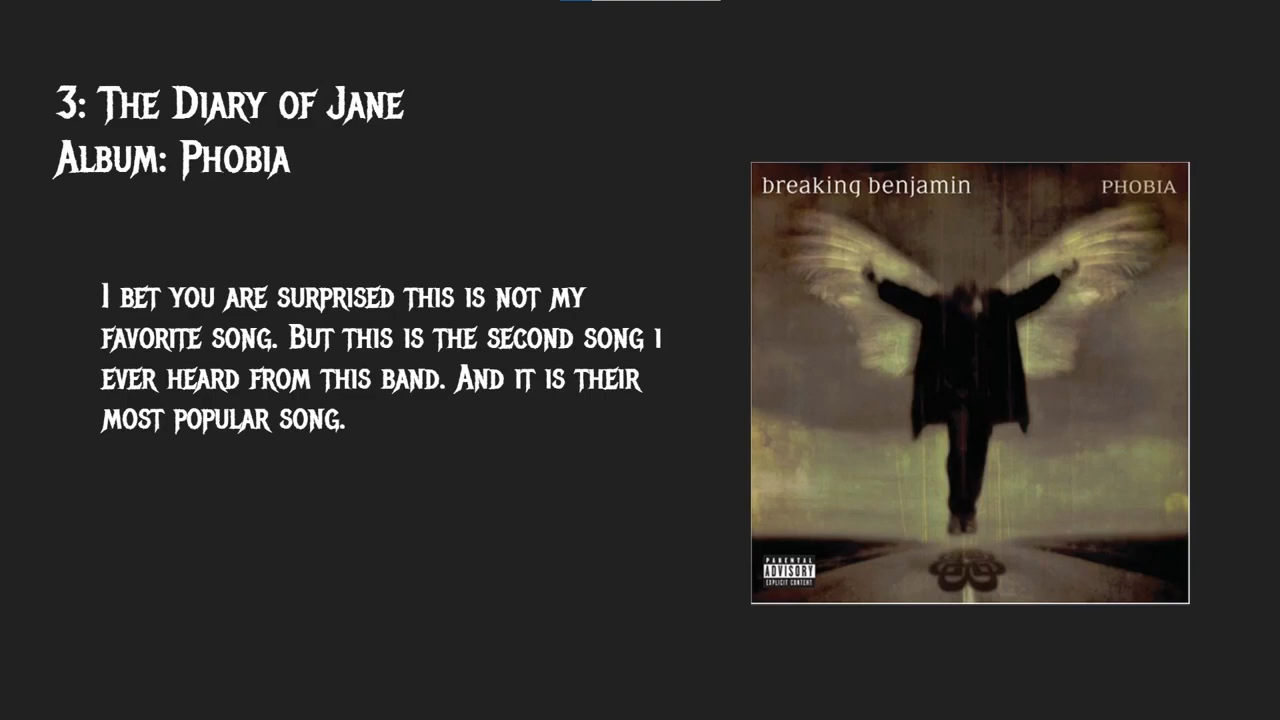 3: The Diary of Jane
Album: Phobia
I bet you are surprised this is not my
favorite song. But this is the second song I
ever heard from this band. And it is their
most popular song.
breaking benjamin
PHOBIA
PARENTAL
ADVISORY
EXPLICIT CONTENT